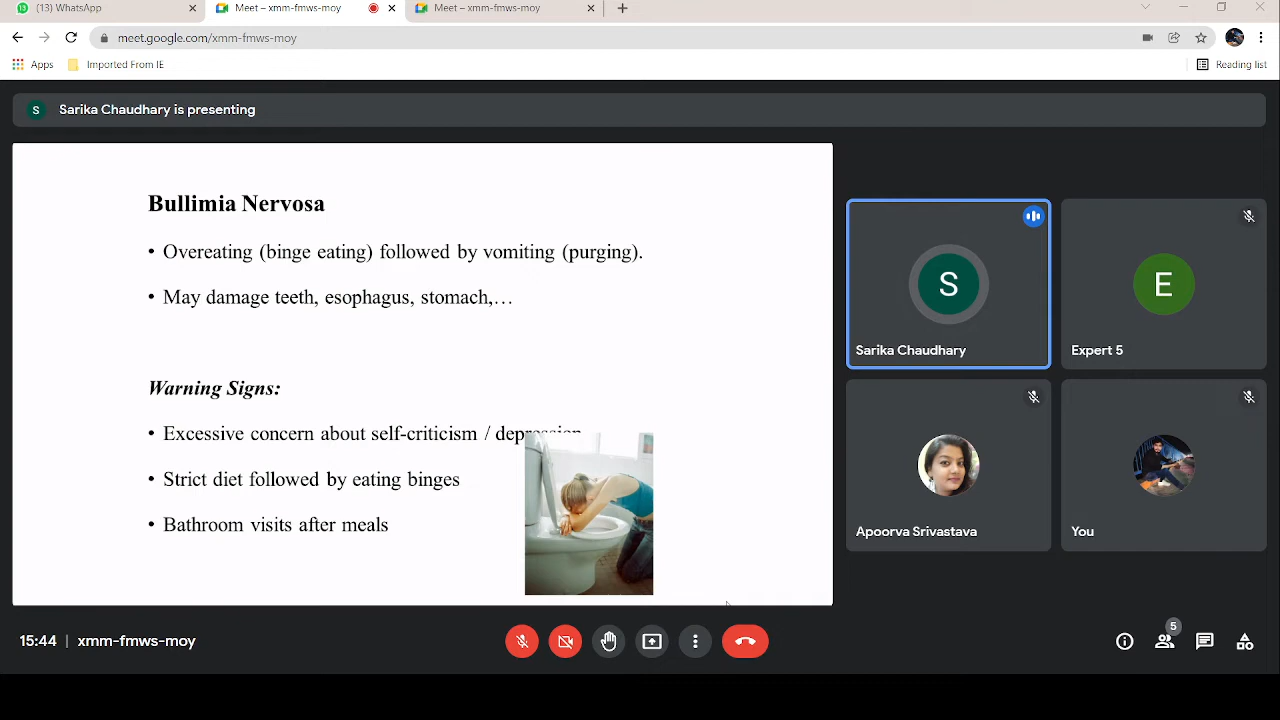 (13) WhatsApp
Meet – xmm-fmws-moy
Meet – xmm-fmws-moy
meet.google.com/xmm-fmws-moy
Apps
Imported From IE
Reading list
S
Sarika Chaudhary is presenting
Bullimia Nervosa
• Overeating (binge eating) followed by vomiting (purging).
• May damage teeth, esophagus, stomach,…
Warning Signs:
• Excessive concern about self-criticism / depression
• Strict diet followed by eating binges
• Bathroom visits after meals
S
Sarika Chaudhary
E
Expert 5
Apoorva Srivastava
You
15:44 | xmm-fmws-moy
5